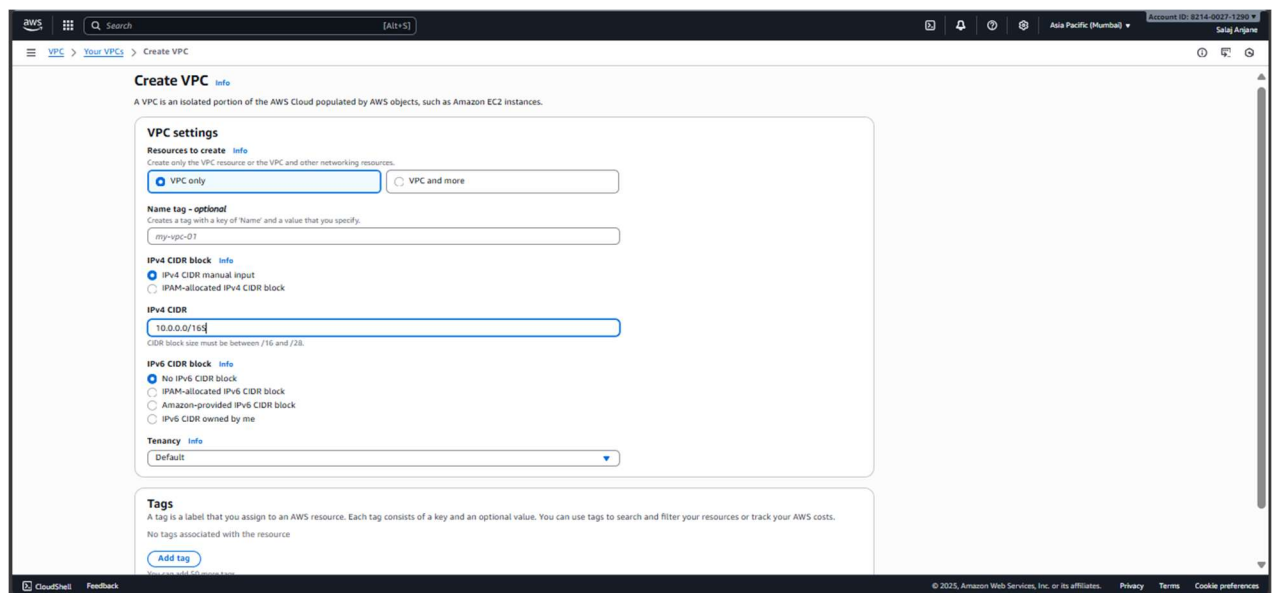 aws
Search [Alt+S]
Asia Pacific (Mumbai)
Account ID: 8214-0027-1290
Salaj Anjane
VPC > Your VPCs > Create VPC
Create VPC Info
A VPC is an isolated portion of the AWS Cloud populated by AWS objects, such as Amazon EC2 instances.
VPC settings
Resources to create Info
Create only the VPC resource or the VPC and other networking resources.
VPC only
VPC and more
Name tag - optional
Creates a tag with a key of 'Name' and a value that you specify.
my-vpc-01
IPv4 CIDR block Info
IPv4 CIDR manual input
IPAM-allocated IPv4 CIDR block
IPv4 CIDR
10.0.0.0/16S
CIDR block size must be between /16 and /28.
IPv6 CIDR block Info
No IPv6 CIDR block
IPAM-allocated IPv6 CIDR block
Amazon-provided IPv6 CIDR block
IPv6 CIDR owned by me
Tenancy Info
Default
Tags
A tag is a label that you assign to an AWS resource. Each tag consists of a key and an optional value. You can use tags to search and filter your resources or track your AWS costs.
No tags associated with the resource
Add tag
You can add 50 more tags
CloudShell Feedback
© 2025, Amazon Web Services, Inc. or its affiliates. Privacy Terms Cookie preferences